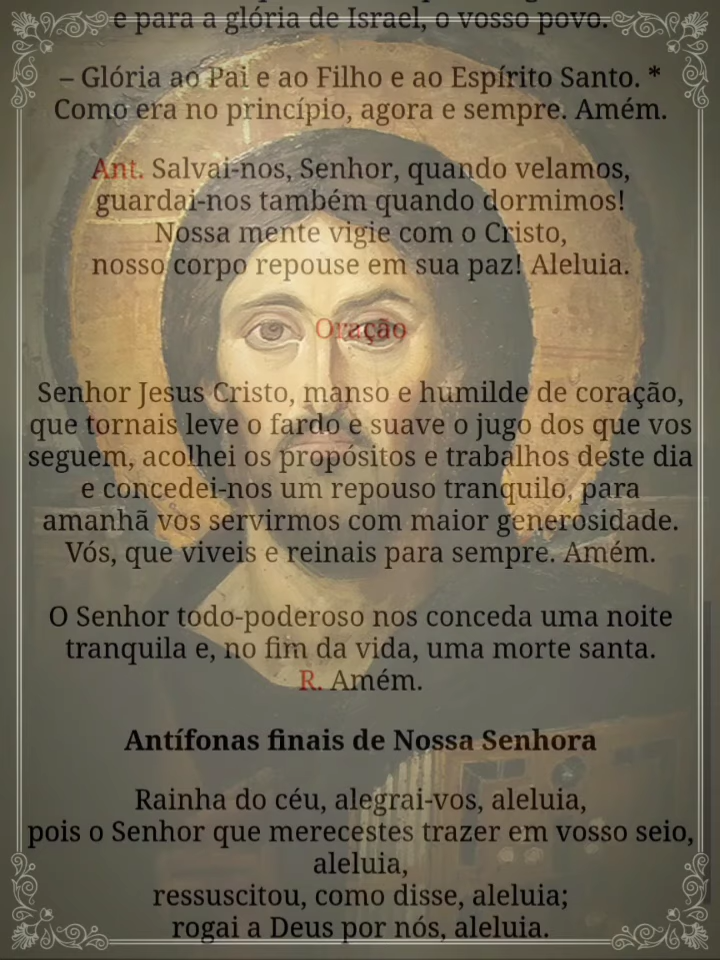 e para a glória de Israel, o vosso povo.
– Glória ao Pai e ao Filho e ao Espírito Santo. *
Como era no princípio, agora e sempre. Amém.
Ant. Salvai-nos, Senhor, quando velamos,
guardai-nos também quando dormimos!
Nossa mente vigie com o Cristo,
nosso corpo repouse em sua paz! Aleluia.
Oração
Senhor Jesus Cristo, manso e humilde de coração,
que tornais leve o fardo e suave o jugo dos que vos
seguem, acolhei os propósitos e trabalhos deste dia
e concedei-nos um repouso tranquilo, para
amanhã vos servirmos com maior generosidade.
Vós, que viveis e reinais para sempre. Amém.
O Senhor todo-poderoso nos conceda uma noite
tranquila e, no fim da vida, uma morte santa.
R. Amém.
Antífonas finais de Nossa Senhora
Rainha do céu, alegrai-vos, aleluia,
pois o Senhor que merecestes trazer em vosso seio,
aleluia,
ressuscitou, como disse, aleluia;
rogai a Deus por nós, aleluia.